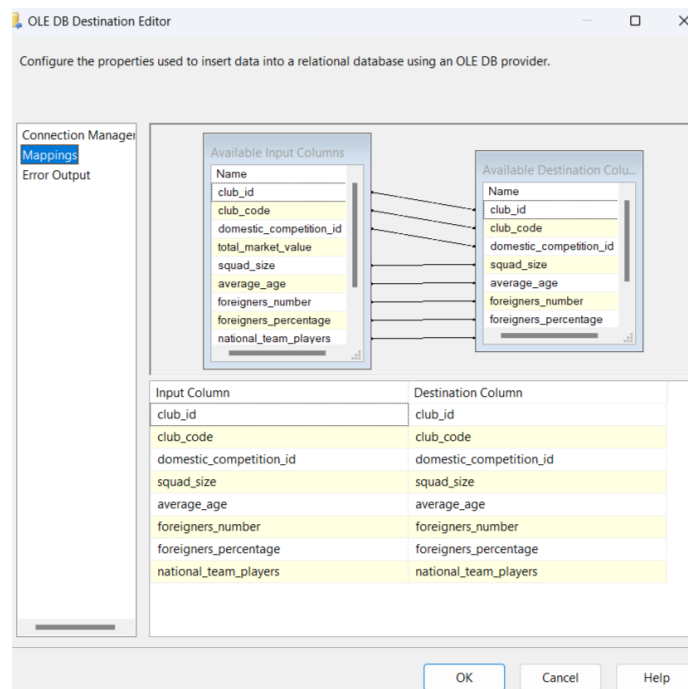 OLE DB Destination Editor
Configure the properties used to insert data into a relational database using an OLE DB provider.
Connection Manager
Mappings
Error Output
Available Input Columns
Name
club_id
club_code
domestic_competition_id
total_market_value
squad_size
average_age
foreigners_number
foreigners_percentage
national_team_players
Available Destination Colu...
Name
club_id
club_code
domestic_competition_id
squad_size
average_age
foreigners_number
foreigners_percentage
Input Column Destination Column
club_id club_id
club_code club_code
domestic_competition_id domestic_competition_id
squad_size squad_size
average_age average_age
foreigners_number foreigners_number
foreigners_percentage foreigners_percentage
national_team_players national_team_players
OK Cancel Help